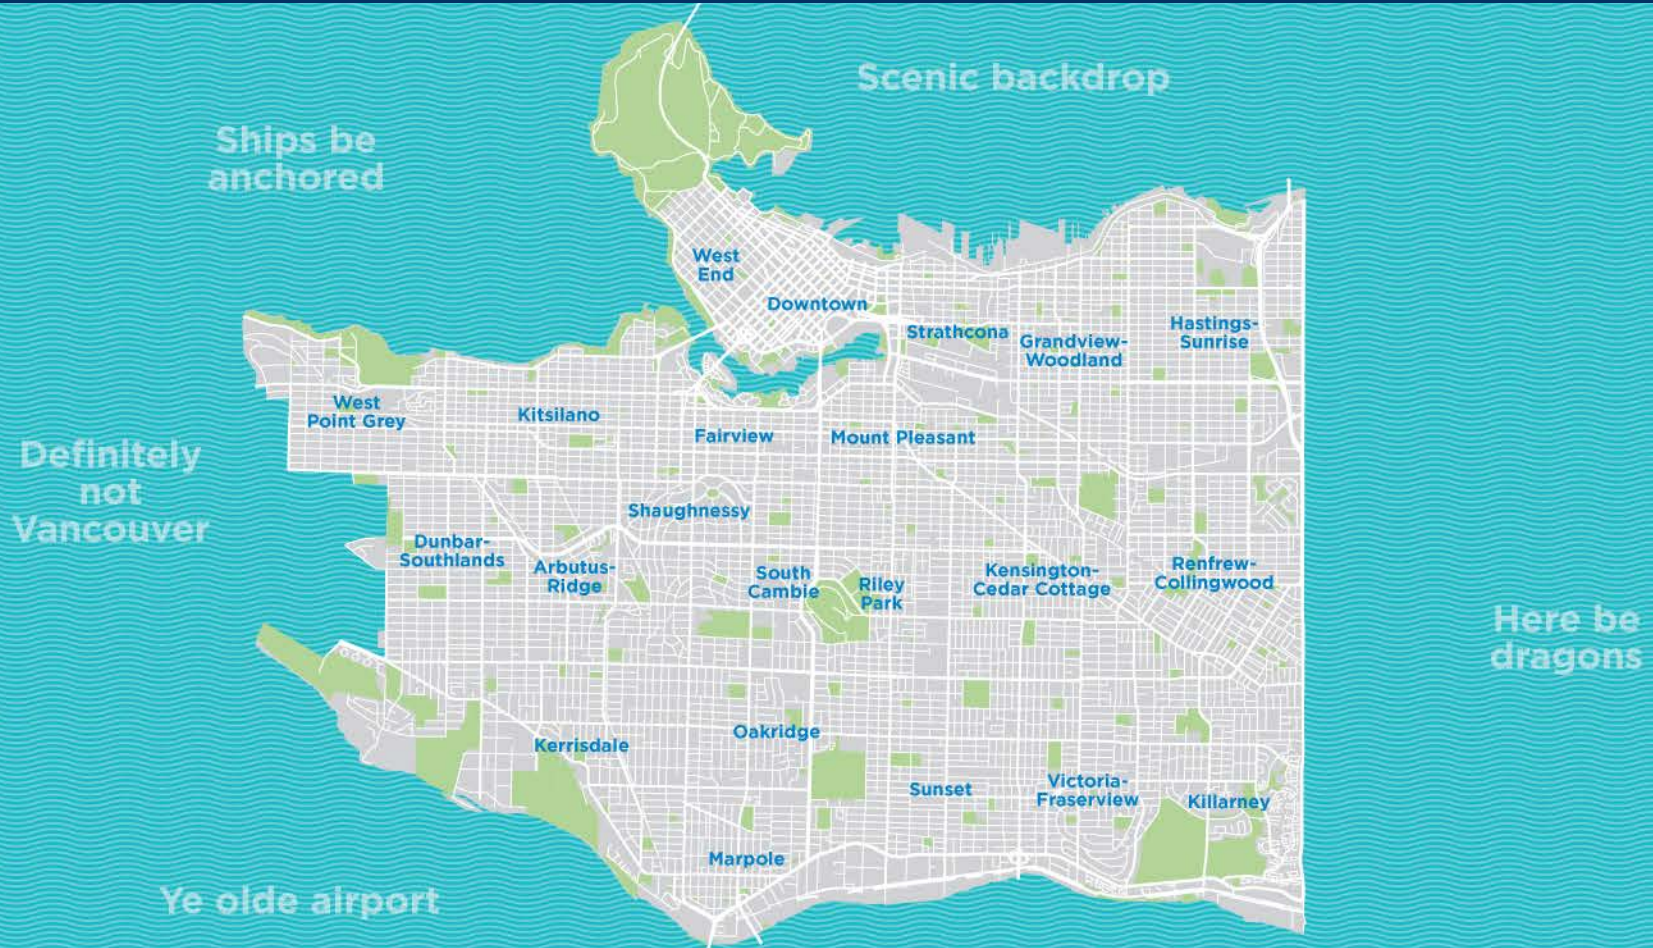 Scenic backdrop
Ships be
anchored
West
End
Downtown
Strathcona
Grandview-
Woodland
Hastings-
Sunrise
West
Point Grey
Kitsilano
Fairview
Mount Pleasant
Definitely
not
Vancouver
Shaughnessy
Dunbar-
Southlands
Arbutus-
Ridge
South
Cambie
Riley
Park
Kensington-
Cedar Cottage
Renfrew-
Collingwood
Here be
dragons
Kerrisdale
Oakridge
Sunset
Victoria-
Fraserview
Killarney
Marpole
Ye olde airport